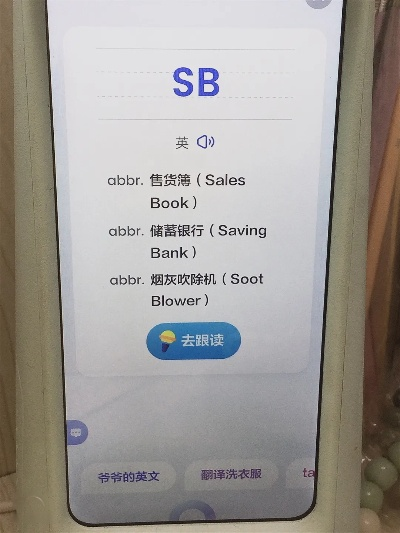 SB
英
abbr. 售货簿（Sales
Book）
abbr. 储蓄银行（Saving
Bank）
abbr. 烟灰吹除机（Soot
Blower）
去跟读
爷爷的英文
翻译洗衣服
ta